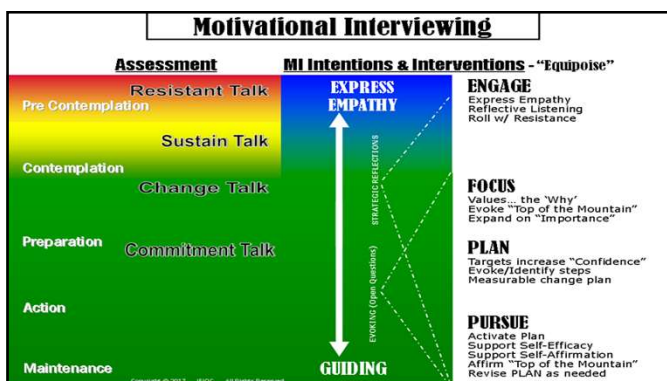 Motivational Interviewing
Assessment
MI Intentions & Interventions - "Equipoise"
Resistant Talk
Pre Contemplation
Sustain Talk
Contemplation
Change Talk
Preparation
Commitment Talk
Action
Maintenance
EXPRESS
EMPATHY
STRATEGIC REFLECTIONS
EVOKING (Open Questions)
GUIDING
ENGAGE
Express Empathy
Reflective Listening
Roll w/ Resistance
FOCUS
Values... the 'Why'
Evoke "Top of the Mountain"
Expand on "Importance"
PLAN
Targets increase "Confidence"
Evoke/Identify steps
Measurable change plan
PURSUE
Activate Plan
Support Self-Efficacy
Support Self-Affirmation
Affirm "Top of the Mountain"
Revise PLAN as needed